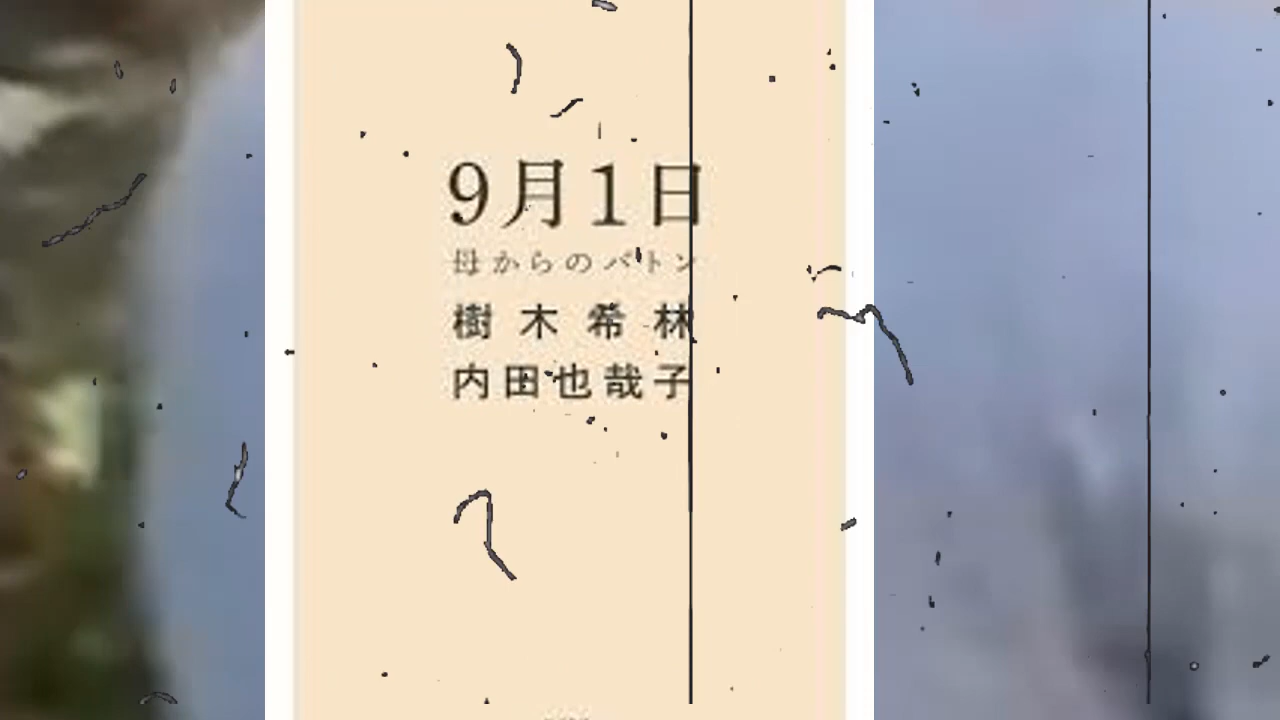 9月1日
母からのバトン
樹木希林
内田也哉子